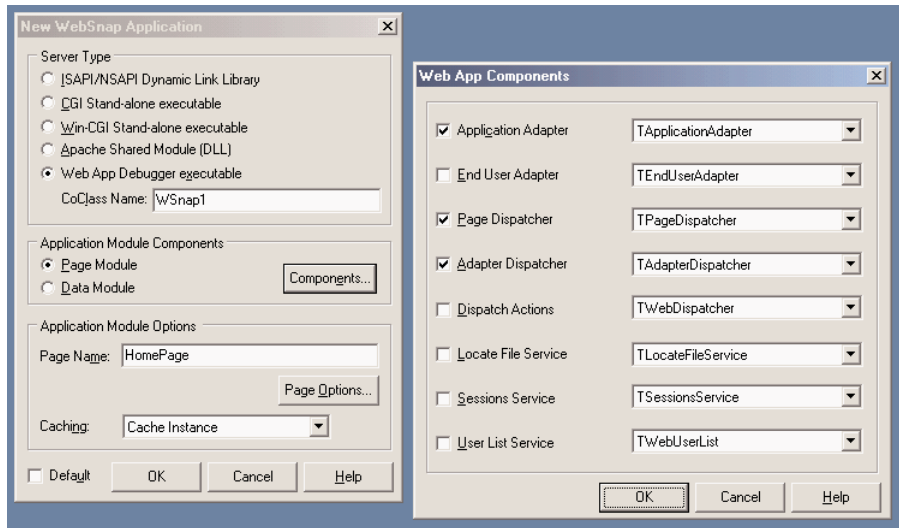 New WebSnap Application
Server Type
ISAPI/NSAPI Dynamic Link Library
CGI Stand-alone executable
Win-CGI Stand-alone executable
Apache Shared Module (DLL)
Web App Debugger executable
CoClass Name: WSnap1
Application Module Components
Page Module
Data Module
Components...
Application Module Options
Page Name: HomePage
Page Options...
Caching: Cache Instance
Default OK Cancel Help
Web App Components
Application Adapter TApplicationAdapter
End User Adapter TEndUserAdapter
Page Dispatcher TPageDispatcher
Adapter Dispatcher TAdapterDispatcher
Dispatch Actions TWebDispatcher
Locate File Service TLocateFileService
Sessions Service TSessionsService
User List Service TWebUserList
OK Cancel Help